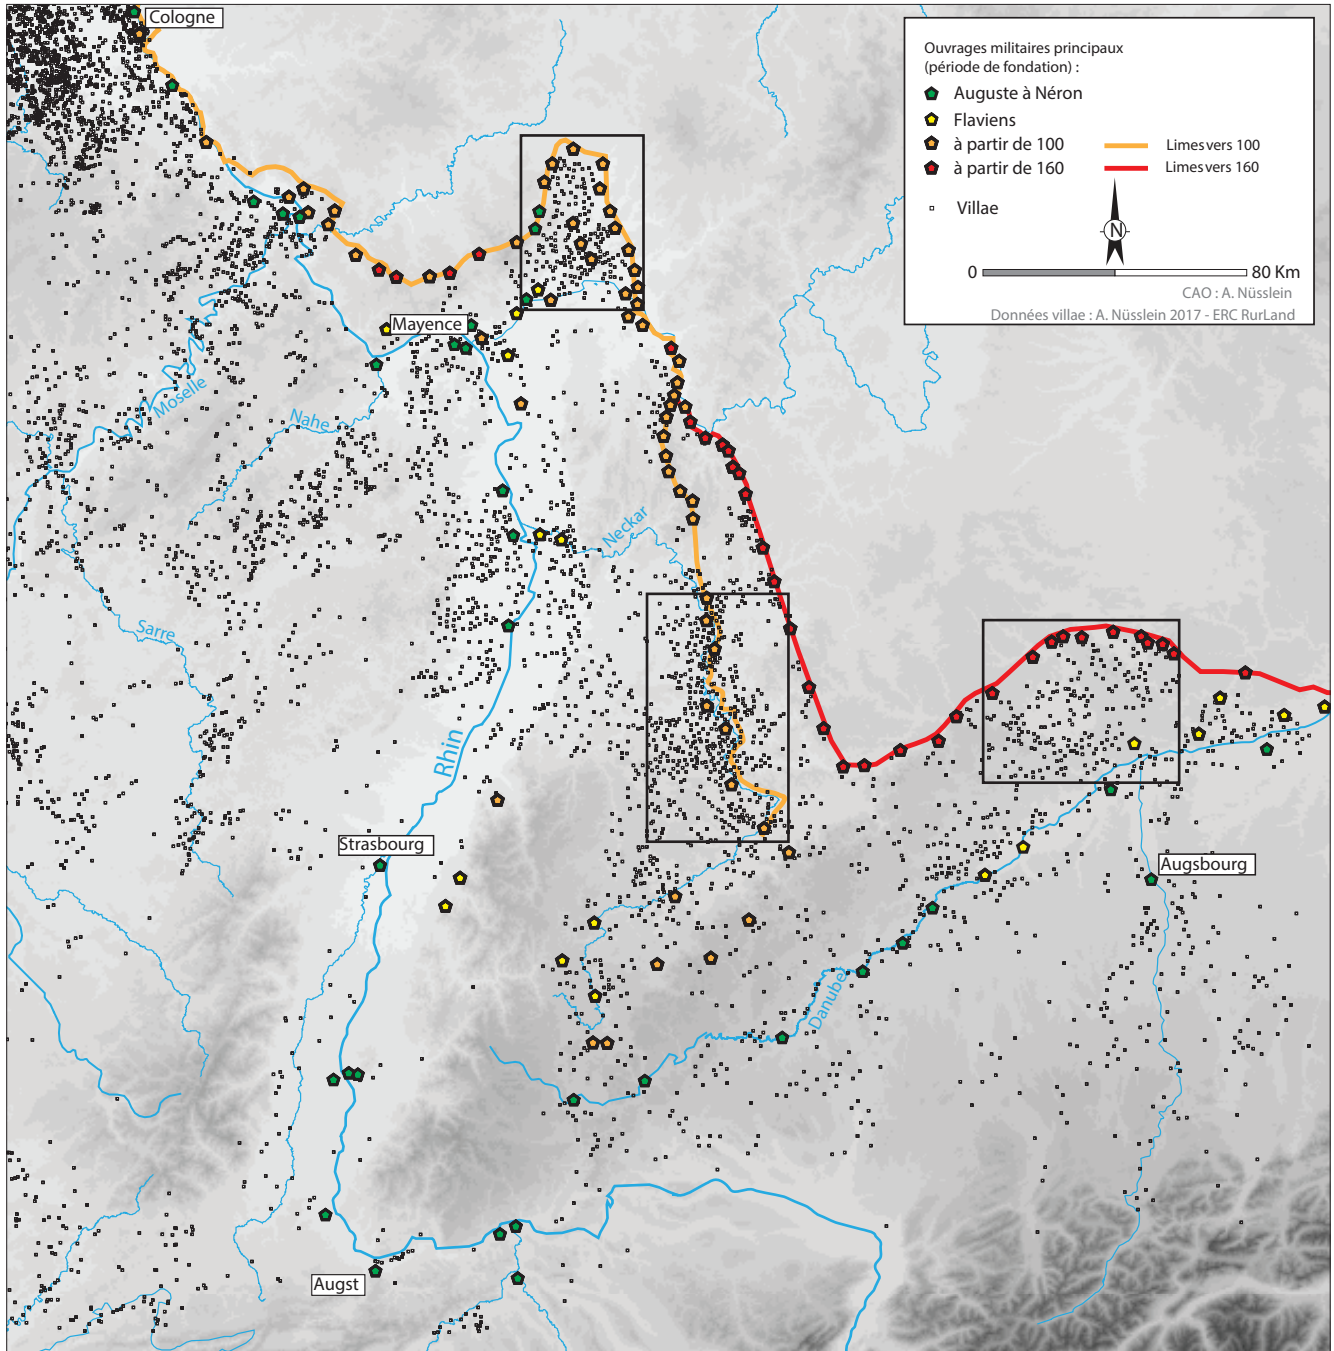 Cologne
Ouvrages militaires principaux
(période de fondation) :
Auguste à Néron
Flaviens
à partir de 100
Limes vers 100
à partir de 160
Limes vers 160
Villae
N
0
80 Km
CAO : A. Nüsslein
Données villae : A. Nüsslein 2017 - ERC RurLand
Mayence
Moselle
Nahe
Neckar
Sarre
Rhin
Strasbourg
Augsbourg
Danube
Augst